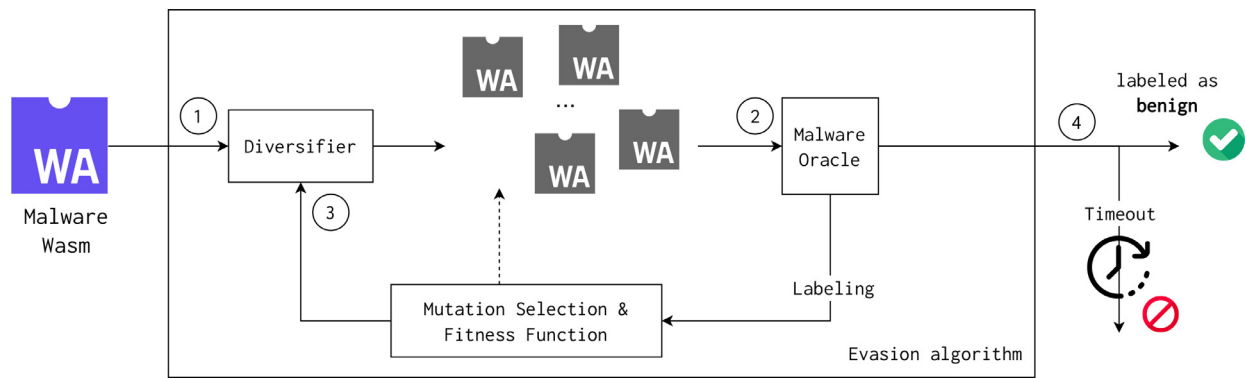 WA
Malware
Wasm
1
Diversifier
WA
WA
...
WA
WA
2
Malware
Oracle
4
labeled as
benign
3
Timeout
Labeling
Mutation Selection &
Fitness Function
Evasion algorithm